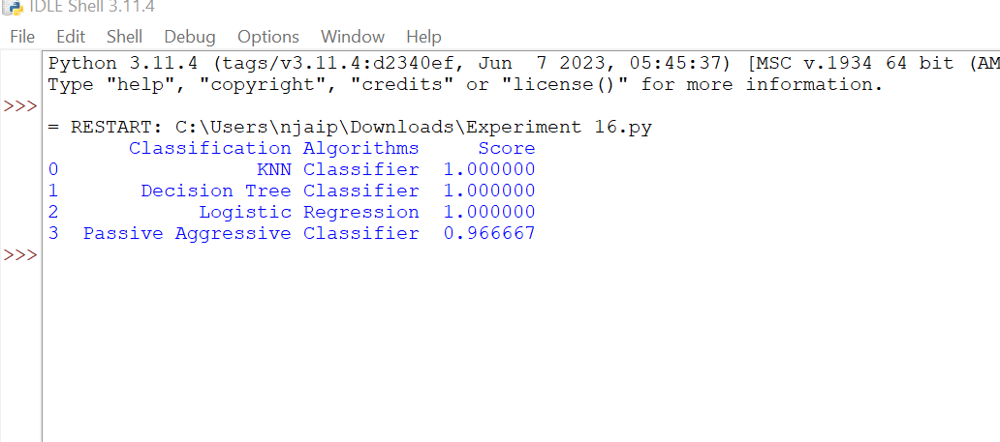 IDLE Shell 3.11.4
File Edit Shell Debug Options Window Help
Python 3.11.4 (tags/v3.11.4:d2340ef, Jun  7 2023, 05:45:37) [MSC v.1934 64 bit (AM
Type "help", "copyright", "credits" or "license()" for more information.
>>>
= RESTART: C:\Users\njaip\Downloads\Experiment 16.py
Classification Algorithms Score
0 KNN Classifier 1.000000
1 Decision Tree Classifier 1.000000
2 Logistic Regression 1.000000
3 Passive Aggressive Classifier 0.966667
>>>